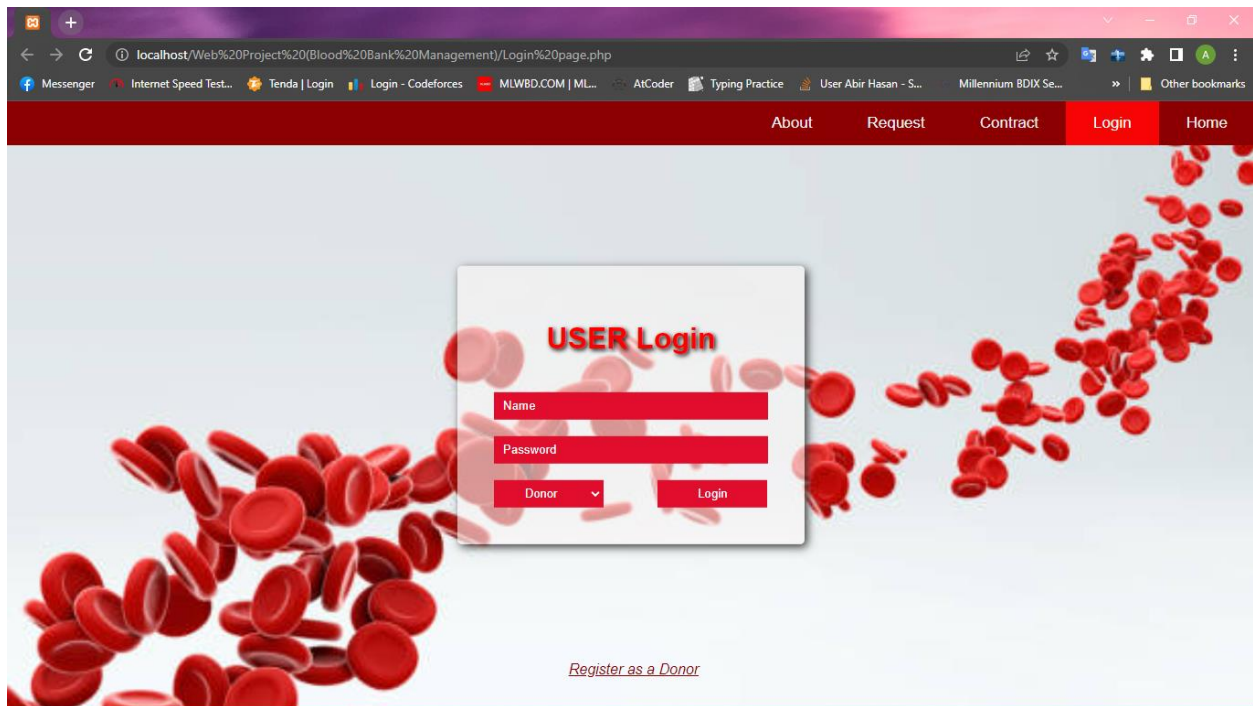 localhost/Web%20Project%20(Blood%20Bank%20Management)/Login%20page.php
A
Messenger Internet Speed Test... Tenda | Login Login - Codeforces MLWBD.COM | ML... AtCoder Typing Practice User Abir Hasan - S... Millennium BDIX Se... » Other bookmarks
About Request Contract Login Home
USER Login
Name
Password
Donor Login
Register as a Donor